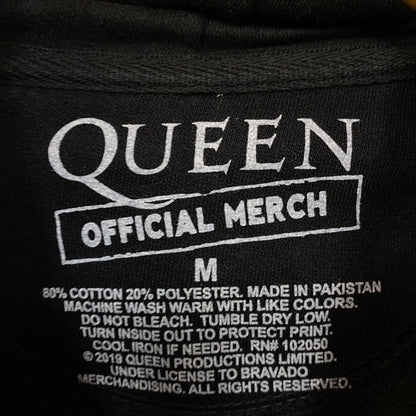 QUEEN
OFFICIAL MERCH
M
80% COTTON 20% POLYESTER. MADE IN PAKISTAN
MACHINE WASH WARM WITH LIKE COLORS.
DO NOT BLEACH. TUMBLE DRY LOW.
TURN INSIDE OUT TO PROTECT PRINT.
COOL IRON IF NEEDED. RN# 102050
© 2019 QUEEN PRODUCTIONS LIMITED.
UNDER LICENSE TO BRAVADO
MERCHANDISING. ALL RIGHTS RESERVED.